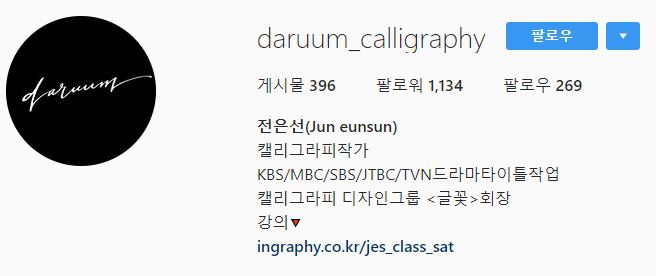 daruum
daruum_calligraphy 팔로우
게시물 396 팔로워 1,134 팔로우 269
전은선(Jun eunsun)
캘리그라피작가
KBS/MBC/SBS/JTBC/TVN드라마타이틀작업
캘리그라피 디자인그룹 <글꽃>회장
강의▼
ingraphy.co.kr/jes_class_sat